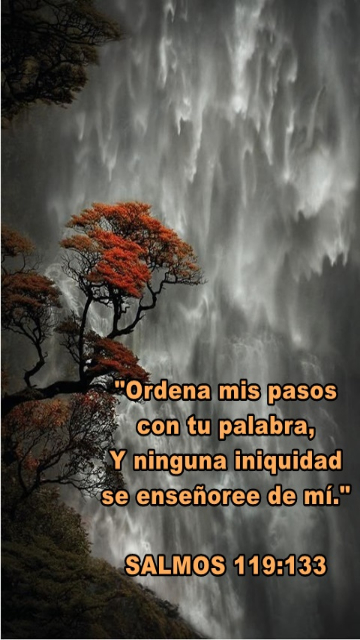 "Ordena mis pasos
con tu palabra,
Y ninguna iniquidad
se enseñoree de mí."
SALMOS 119:133